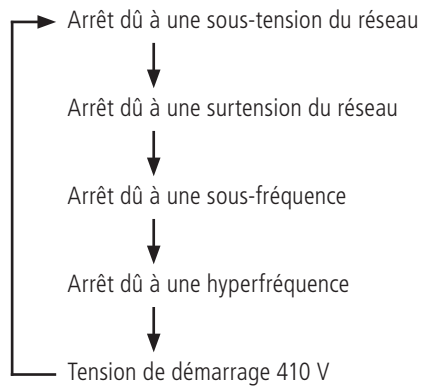 Arrêt dû à une sous-tension du réseau
Arrêt dû à une surtension du réseau
Arrêt dû à une sous-fréquence
Arrêt dû à une hyperfréquence
Tension de démarrage 410 V